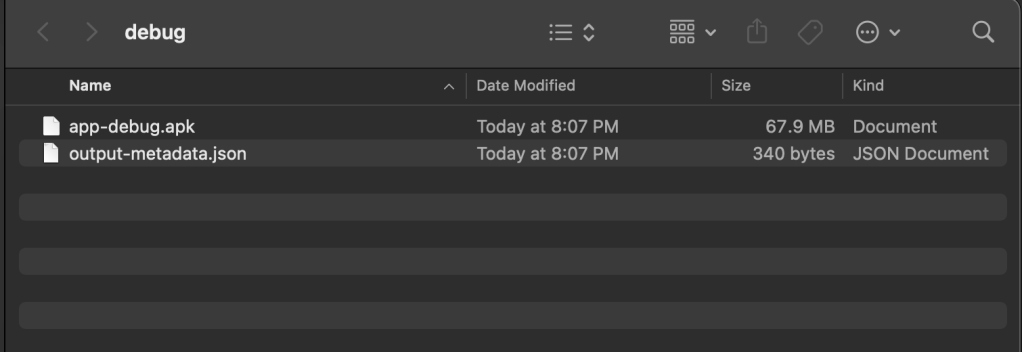 debug
Name Date Modified Size Kind
app-debug.apk Today at 8:07 PM 67.9 MB Document
output-metadata.json Today at 8:07 PM 340 bytes JSON Document